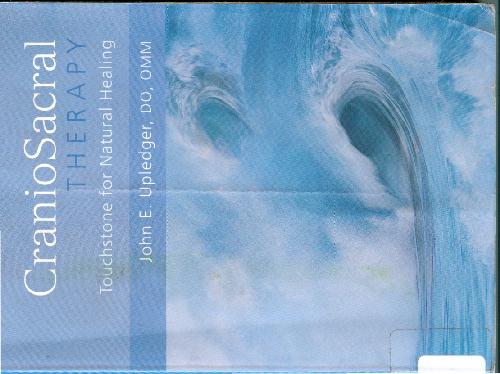 CranioSacral
THERAPY
Touchstone for Natural Healing
John E. Upledger, DO, OMM